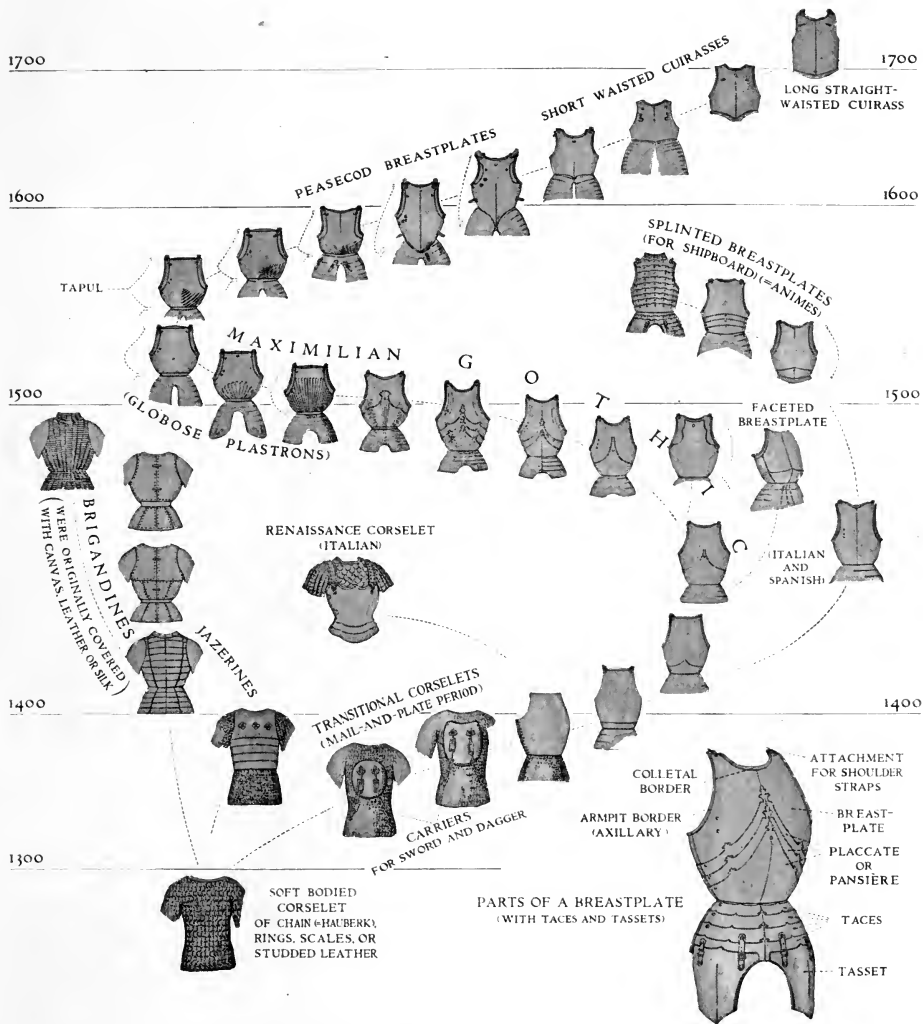 1700
1700
LONG STRAIGHT-
WAISTED CUIRASS
SHORT WAISTED CUIRASSES
PEASECOD BREASTPLATES
1600
1600
SPLINTED BREASTPLATES
(FOR SHIPBOARD) (=ANIMES)
TAPUL
MAXIMILIAN
(GLOBOSE PLASTRONS)
GOTHIC
1500
1500
FACETED
BREASTPLATE
(ITALIAN
AND
SPANISH)
BRIGANDINES
(WERE ORIGINALLY COVERED
WITH CANVAS, LEATHER OR SILK)
JAZERINES
RENAISSANCE CORSELET
(ITALIAN)
TRANSITIONAL CORSELETS
(MAIL-AND-PLATE PERIOD)
1400
1400
CARRIERS
FOR SWORD AND DAGGER
1300
SOFT BODIED
CORSELET
OF CHAIN (=HAUBERK),
RINGS, SCALES, OR
STUDDED LEATHER
COLLETAL
BORDER
ATTACHMENT
FOR SHOULDER
STRAPS
ARMPIT BORDER
(AXILLARY)
BREAST-
PLATE
PLACCATE
OR
PANSIÈRE
PARTS OF A BREASTPLATE
(WITH TACES AND TASSETS)
TACES
TASSET